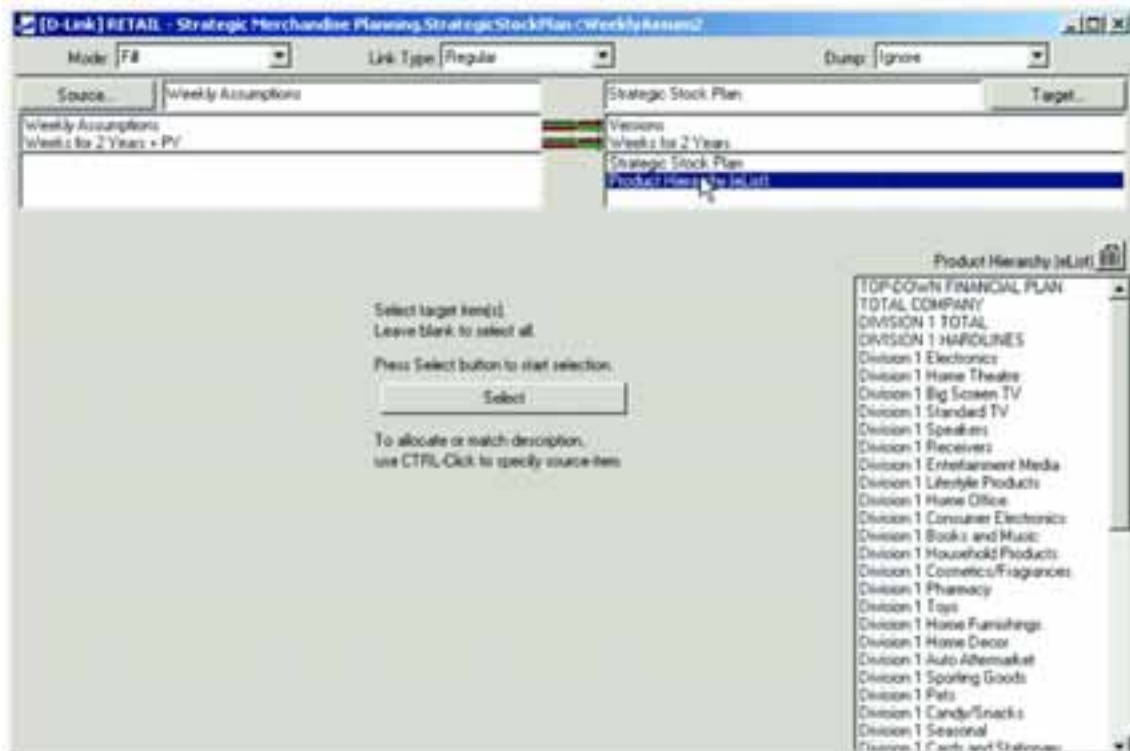 [D-Link] RETAIL - Strategic Merchandise Planning.StrategicStockPlan<WeeklyAssum2
Mode: Fill Link Type: Regular Dump: Ignore
Source... Weekly Assumptions Strategic Stock Plan Target...
Weekly Assumptions Versions
Weeks for 2 Years + PY Weeks for 2 Years
Strategic Stock Plan
Product Hierarchy (eList)
Product Hierarchy (eList)
Select target item(s).
Leave blank to select all.
Press Select button to start selection.
Select
To allocate or match description,
use CTRL-Click to specify source-item
TOP-DOWN FINANCIAL PLAN
TOTAL COMPANY
DIVISION 1 TOTAL
DIVISION 1 HARDLINES
Division 1 Electronics
Division 1 Home Theatre
Division 1 Big Screen TV
Division 1 Standard TV
Division 1 Speakers
Division 1 Receivers
Division 1 Entertainment Media
Division 1 Lifestyle Products
Division 1 Home Office
Division 1 Consumer Electronics
Division 1 Books and Music
Division 1 Household Products
Division 1 Cosmetics/Fragrances
Division 1 Pharmacy
Division 1 Toys
Division 1 Home Furnishings
Division 1 Home Decor
Division 1 Auto Aftermarket
Division 1 Sporting Goods
Division 1 Pets
Division 1 Candy/Snacks
Division 1 Seasonal
Division 1 Cards and Stationary